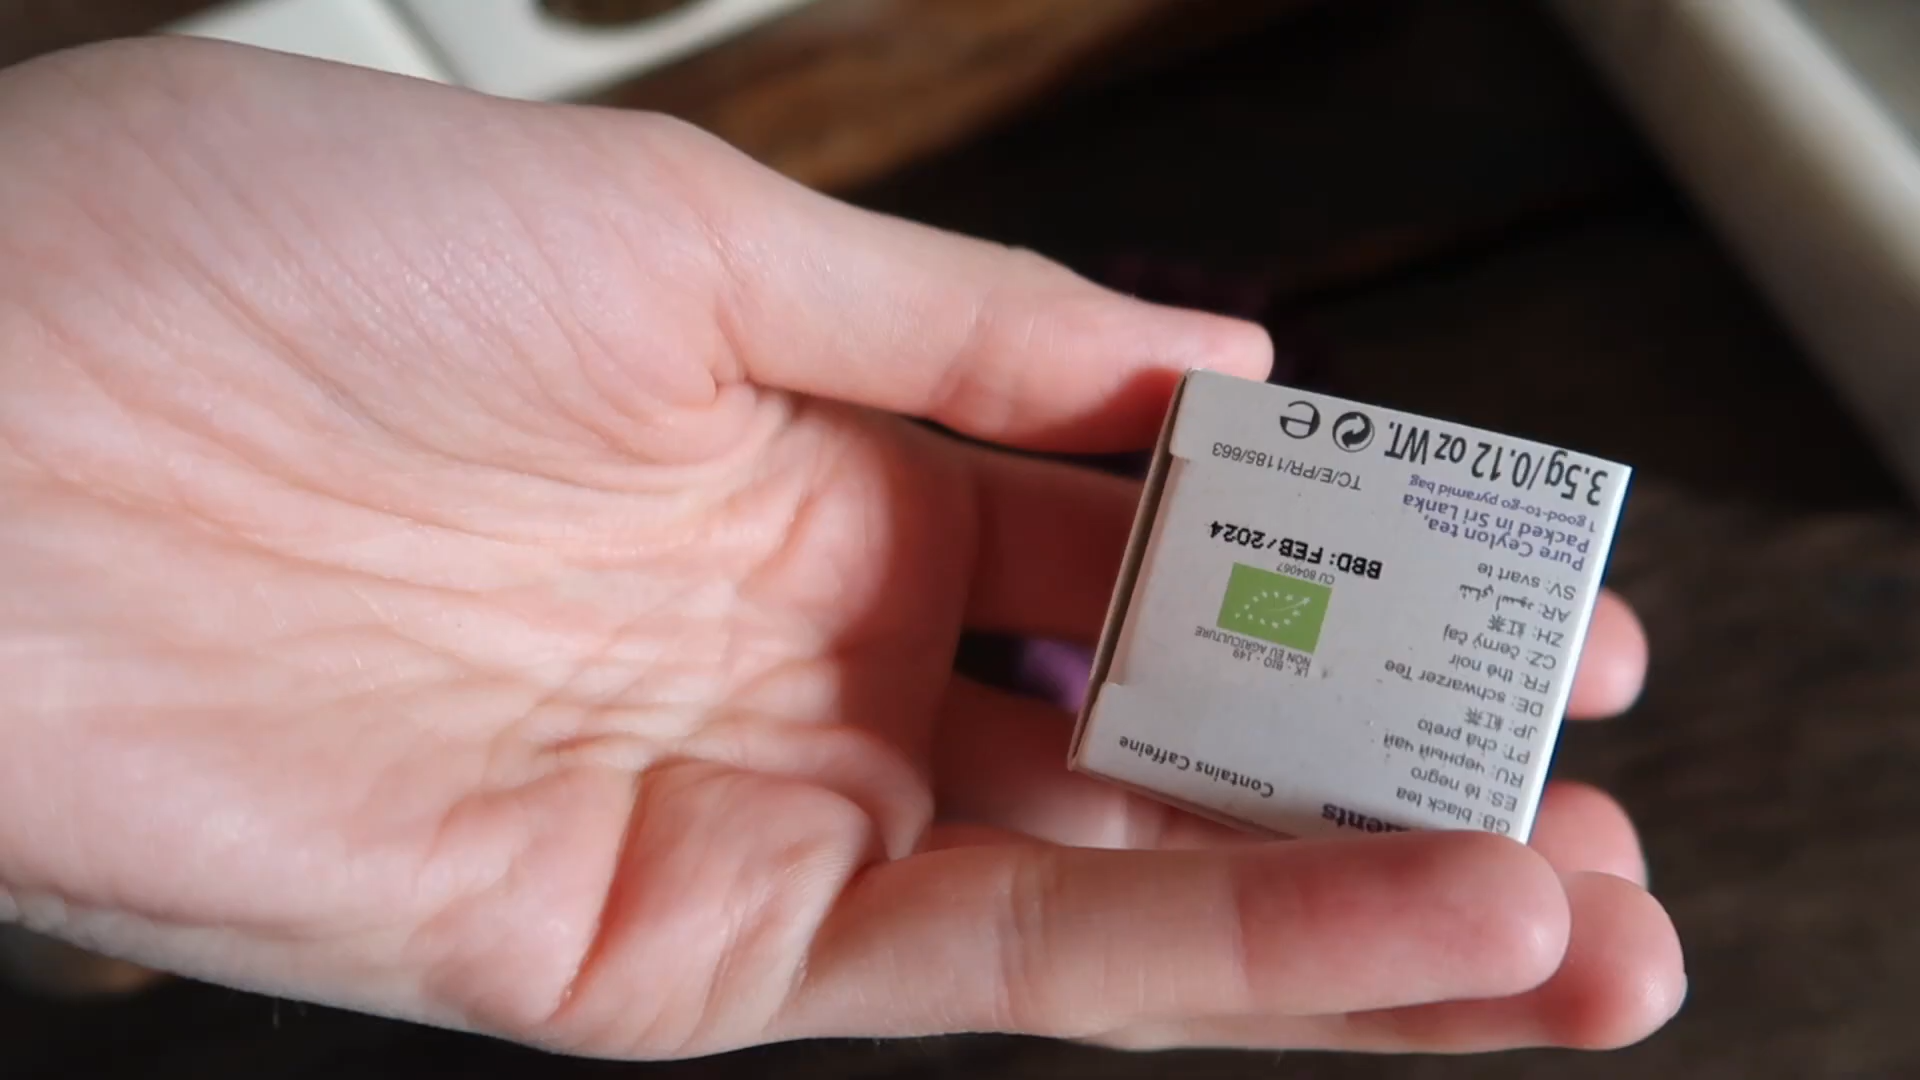 GB: black tea
ES: té negro
RU: черный чай
PT: chá preto
JP: 紅茶
DE: schwarzer Tee
FR: thé noir
CZ: černý čaj
ZH: 紅茶
AR: شاي أسود
SV: svart te
Pure Ceylon tea,
Packed in Sri Lanka
1 good-to-go pyramid bag
3.5g/0.12 oz WT. e
Contains Caffeine
LK - BIO - 149
NON EU AGRICULTURE
CU 804067
BBD: FEB/2024
TC/E/PR/1185/663